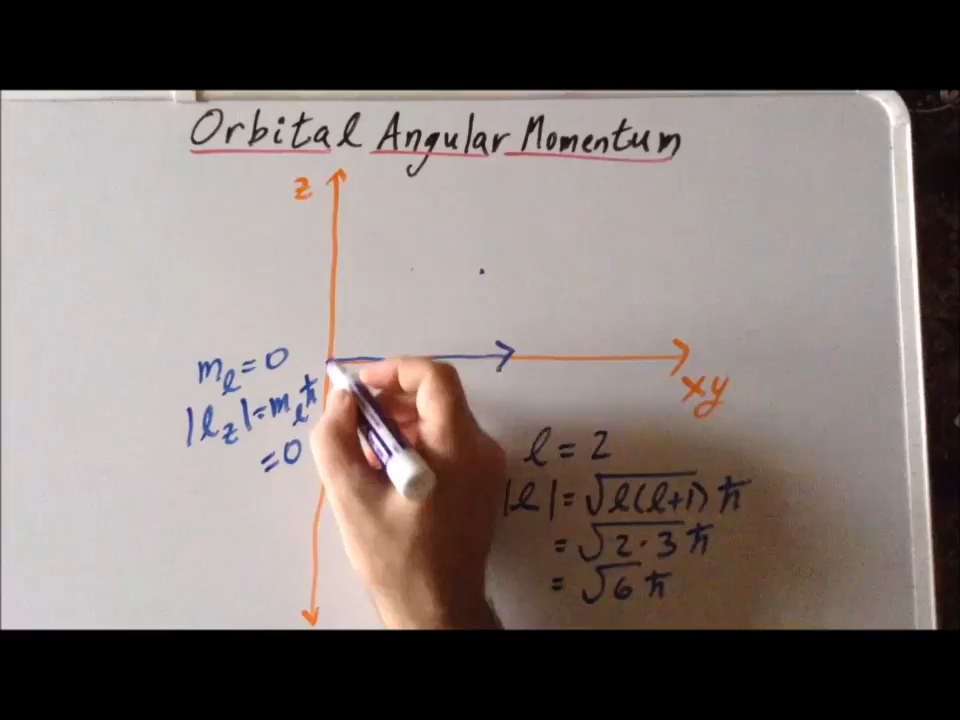 Orbital Angular Momentum
z
xy
m_l = 0
|l_z| = m_l ħ
= 0
l = 2
|l| = √l(l+1) ħ
= √2·3 ħ
= √6 ħ